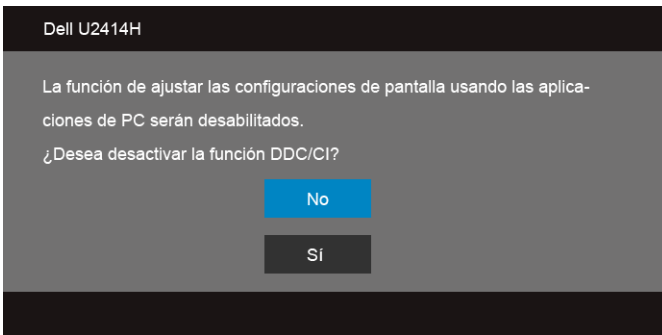 Dell U2414H
La función de ajustar las configuraciones de pantalla usando las aplica-
ciones de PC serán desabilitados.
¿Desea desactivar la función DDC/CI?
No
Sí